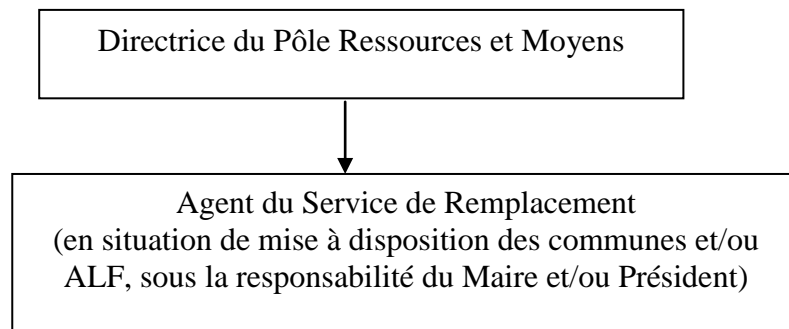 Directrice du Pôle Ressources et Moyens
Agent du Service de Remplacement
(en situation de mise à disposition des communes et/ou
ALF, sous la responsabilité du Maire et/ou Président)